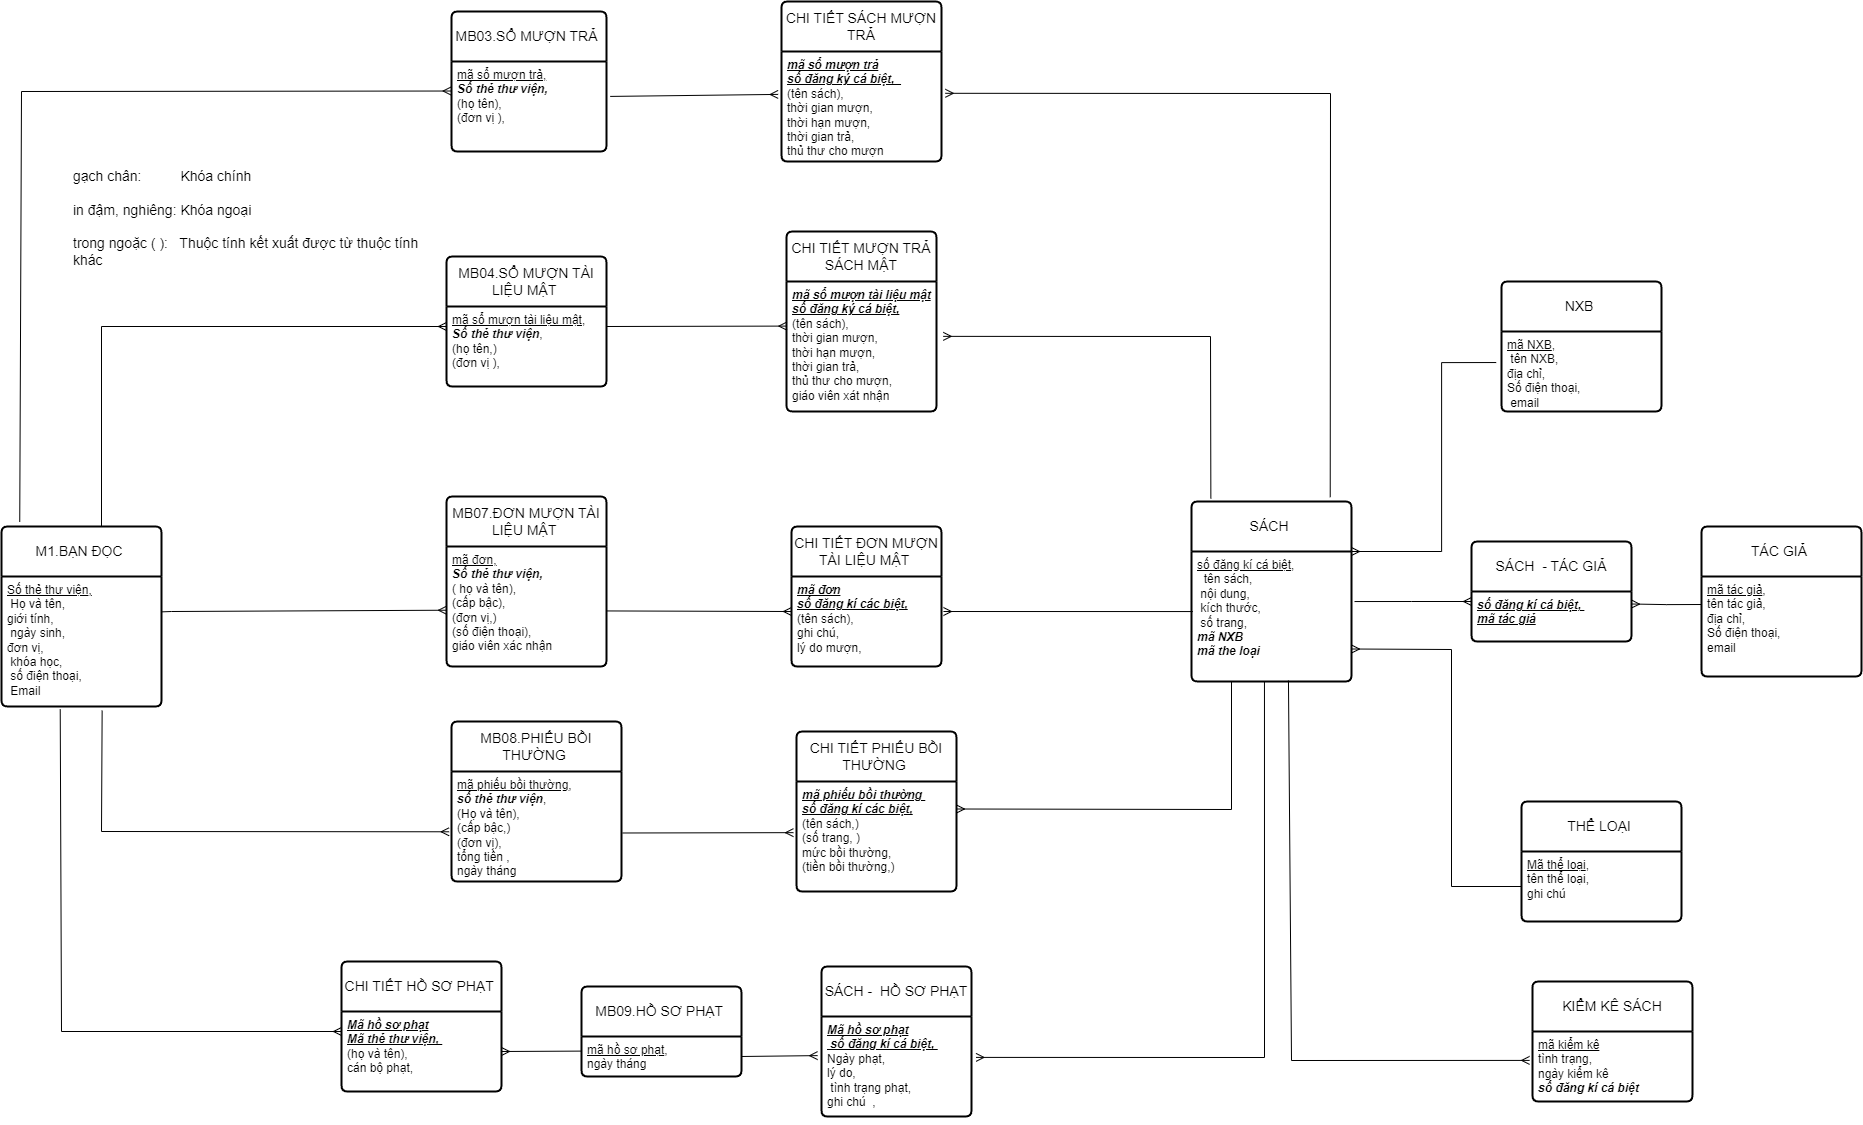 MB03.SỔ MƯỢN TRẢ
mã sổ mượn trả,
Số thẻ thư viện,
(họ tên),
(đơn vị ),
CHI TIẾT SÁCH MƯỢN
TRẢ
mã sổ mượn trả
số đăng ký cá biệt,
(tên sách),
thời gian mượn,
thời hạn mượn,
thời gian trả,
thủ thư cho mượn
gạch chân: Khóa chính
in đậm, nghiêng: Khóa ngoại
trong ngoặc ( ): Thuộc tính kết xuất được từ thuộc tính
khác
MB04.SỔ MƯỢN TÀI
LIỆU MẬT
mã sổ mượn tài liệu mật,
Số thẻ thư viện,
(họ tên,)
(đơn vị ),
CHI TIẾT MƯỢN TRẢ
SÁCH MẬT
mã sổ mượn tài liệu mật
số đăng ký cá biệt,
(tên sách),
thời gian mượn,
thời hạn mượn,
thời gian trả,
thủ thư cho mượn,
giáo viên xát nhận
NXB
mã NXB,
tên NXB,
địa chỉ,
Số điện thoại,
email
M1.BẠN ĐỌC
Số thẻ thư viện,
Họ và tên,
giới tính,
ngày sinh,
đơn vị,
khóa học,
số điện thoại,
Email
MB07.ĐƠN MƯỢN TÀI
LIỆU MẬT
mã đơn,
Số thẻ thư viện,
( họ và tên),
(cấp bậc),
(đơn vị,)
(số điện thoại),
giáo viên xác nhận
CHI TIẾT ĐƠN MƯỢN
TÀI LIỆU MẬT
mã đơn
số đăng kí các biệt,
(tên sách),
ghi chú,
lý do mượn,
SÁCH
số đăng kí cá biệt,
tên sách,
nội dung,
kích thước,
số trang,
mã NXB
mã the loại
SÁCH - TÁC GIẢ
số đăng kí cá biệt,
mã tác giả
TÁC GIẢ
mã tác giả,
tên tác giả,
địa chỉ,
Số điện thoại,
email
MB08.PHIẾU BỒI
THƯỜNG
mã phiếu bồi thường,
số thẻ thư viện,
(Họ và tên),
(cấp bậc,)
(đơn vị),
tổng tiền ,
ngày tháng
CHI TIẾT PHIẾU BỒI
THƯỜNG
mã phiếu bồi thường
số đăng kí các biệt,
(tên sách,)
(số trang, )
mức bồi thường,
(tiền bồi thường,)
THỂ LOẠI
Mã thể loại,
tên thể loại,
ghi chú
CHI TIẾT HỒ SƠ PHẠT
Mã hồ sơ phạt
Mã thẻ thư viện,
(họ và tên),
cán bộ phạt,
MB09.HỒ SƠ PHẠT
mã hồ sơ phạt,
ngày tháng
SÁCH - HỒ SƠ PHẠT
Mã hồ sơ phạt
số đăng kí cá biệt,
Ngày phạt,
lý do,
tình trạng phạt,
ghi chú ,
KIỂM KÊ SÁCH
mã kiểm kê
tình trạng,
ngày kiểm kê
số đăng kí cá biệt